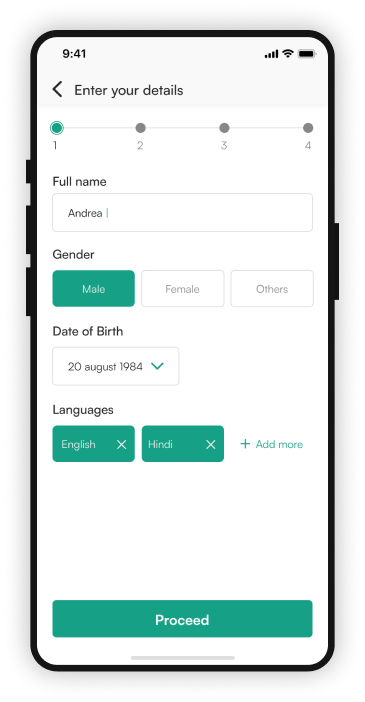 9:41
Enter your details
1 2 3 4
Full name
Andrea
Gender
Male Female Others
Date of Birth
20 august 1984
Languages
English Hindi + Add more
Proceed